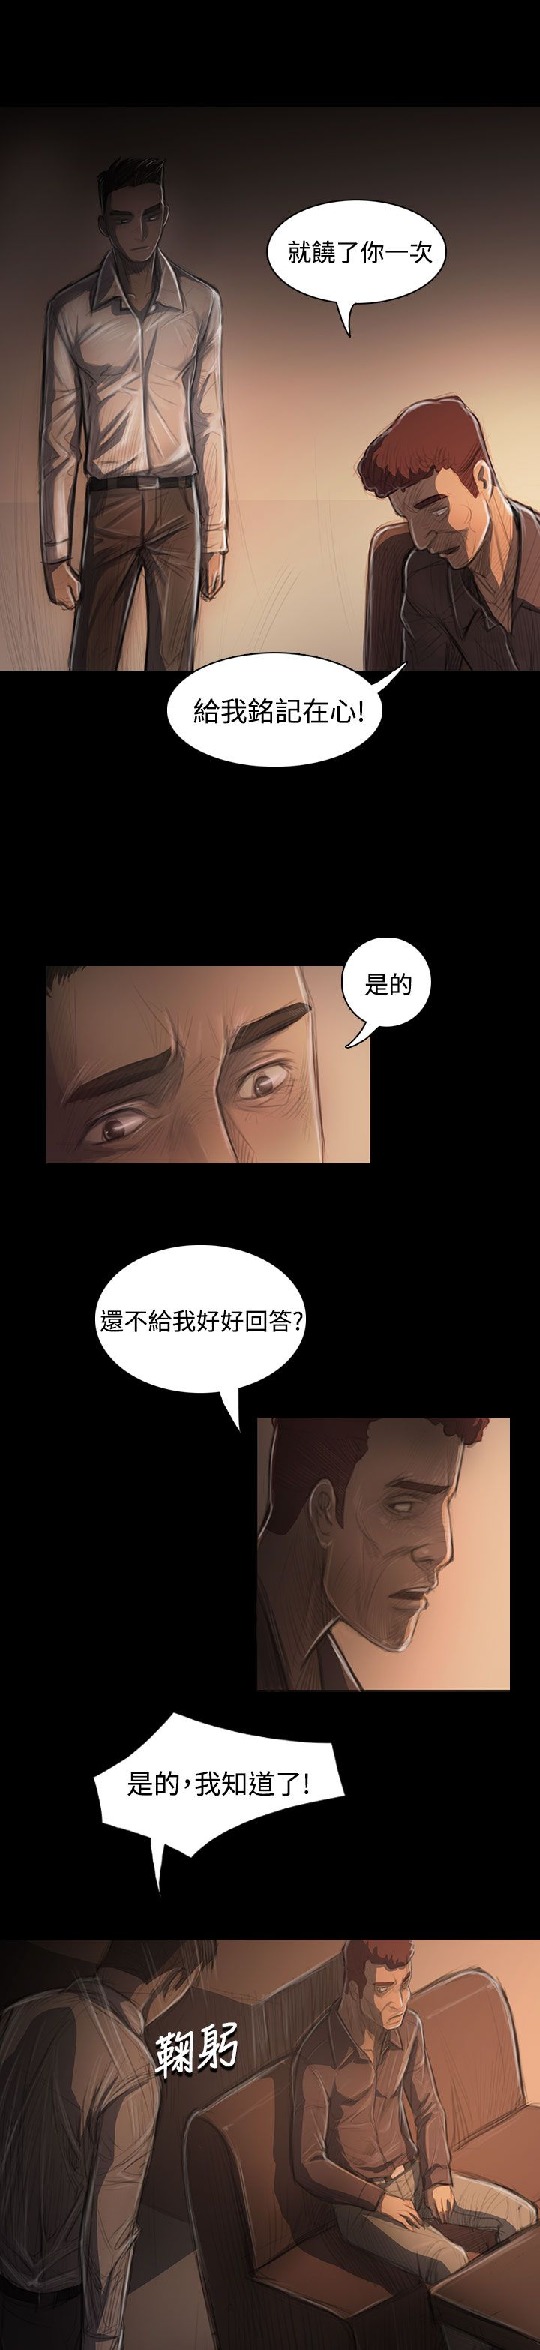 就饒了你一次
給我銘記在心!
是的
還不給我好好回答?
是的，我知道了!
鞠躬